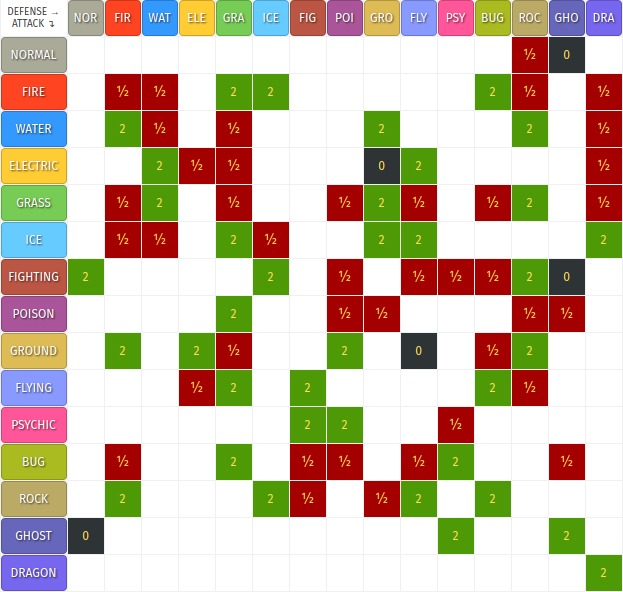 DEFENSE →
ATTACK ↴
NOR FIR WAT ELE GRA ICE FIG POI GRO FLY PSY BUG ROC GHO DRA
NORMAL ½ 0
FIRE ½ ½ 2 2 2 ½ ½
WATER 2 ½ ½ 2 2 ½
ELECTRIC 2 ½ ½ 0 2 ½
GRASS ½ 2 ½ ½ 2 ½ ½ 2 ½
ICE ½ ½ 2 ½ 2 2 2
FIGHTING 2 2 ½ ½ ½ ½ 2 0
POISON 2 ½ ½ ½ ½
GROUND 2 2 ½ 2 0 ½ 2
FLYING ½ 2 2 2 ½
PSYCHIC 2 2 ½
BUG ½ 2 ½ ½ ½ 2 ½
ROCK 2 2 ½ ½ 2 2
GHOST 0 2 2
DRAGON 2